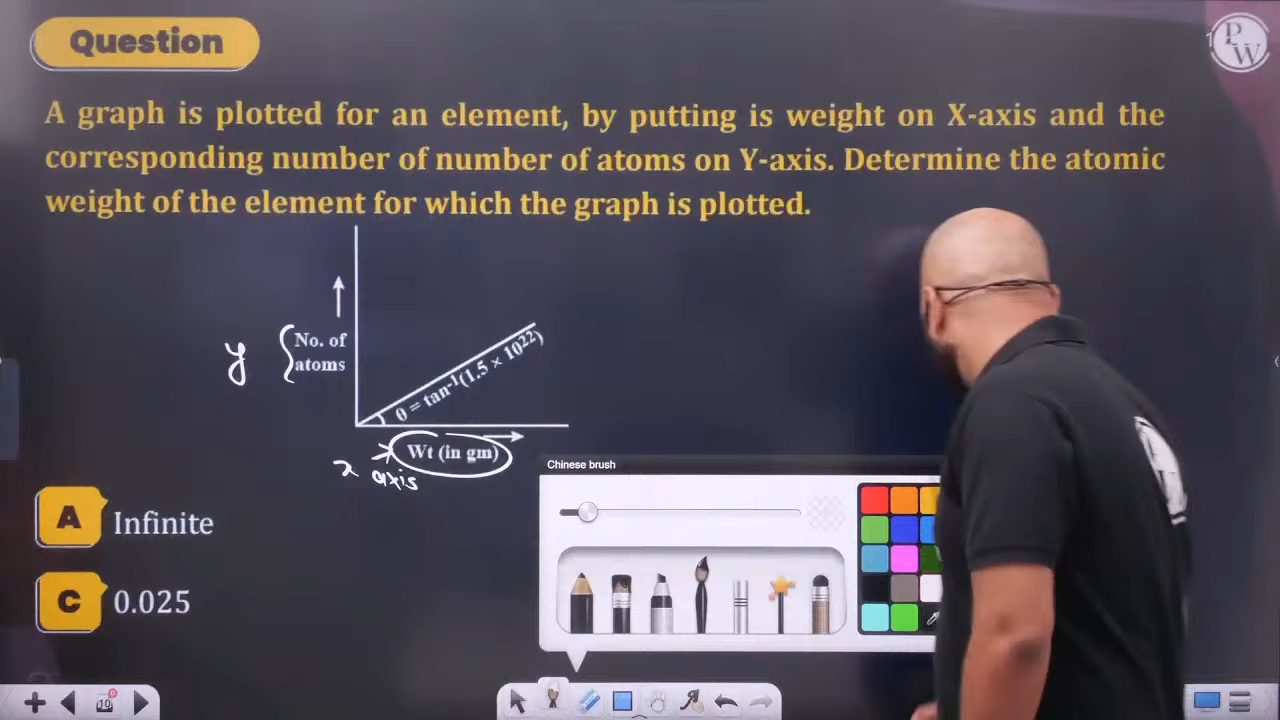 Question
PW
A graph is plotted for an element, by putting is weight on X-axis and the
corresponding number of number of atoms on Y-axis. Determine the atomic
weight of the element for which the graph is plotted.
y
No. of
atoms
θ = tan⁻¹(1.5 × 10²²)
Wt (in gm)
x axis
Chinese brush
A Infinite
C 0.025
10